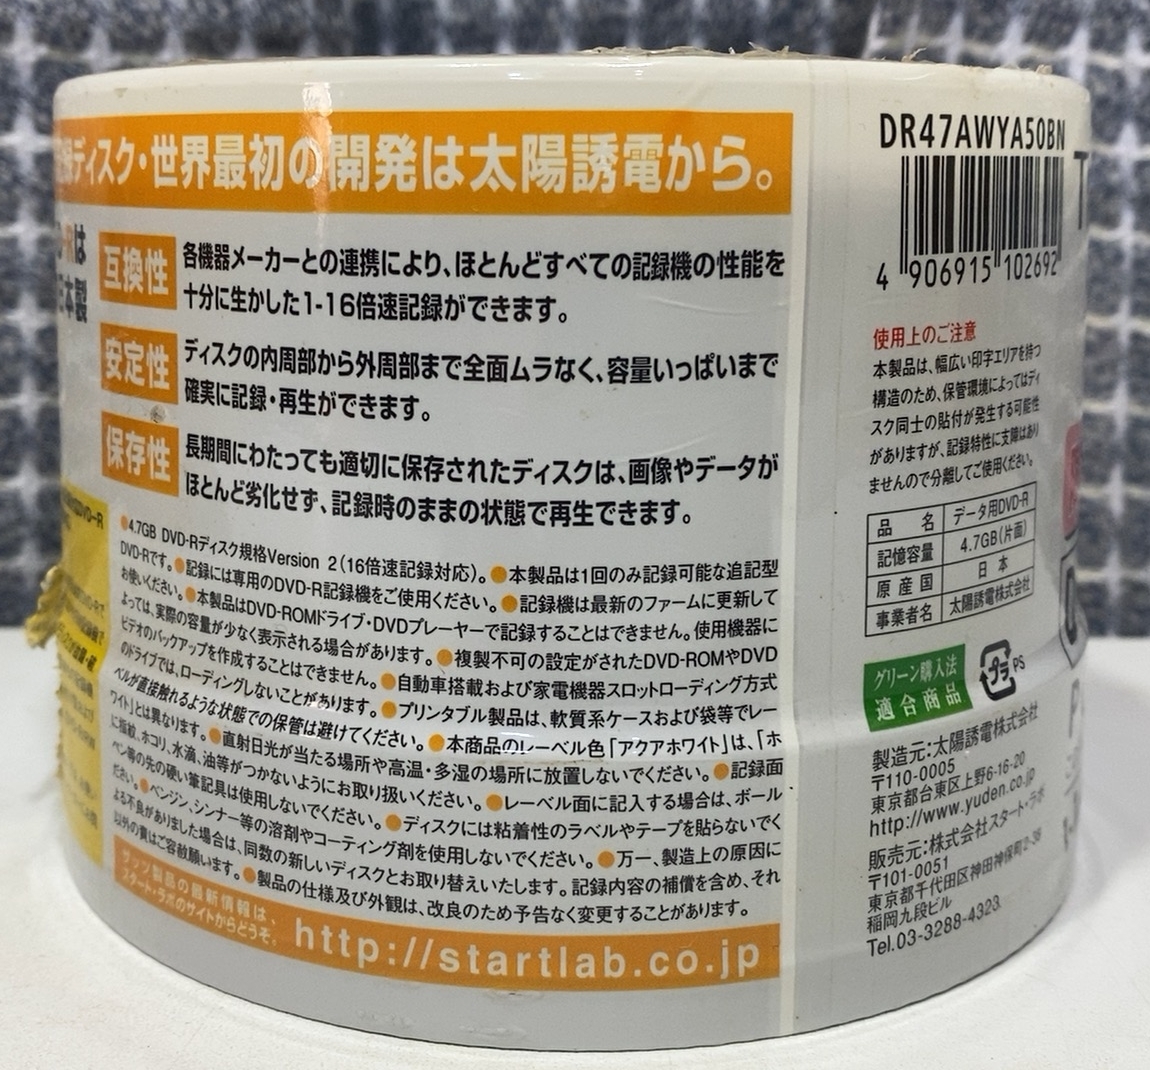 ディスク・世界最初の開発は太陽誘電から。
Rは
日本製
互換性
各機器メーカーとの連携により、ほとんどすべての記録機の性能を
十分に生かした1-16倍速記録ができます。
安定性
ディスクの内周部から外周部まで全面ムラなく、容量いっぱいまで
確実に記録・再生ができます。
保存性
長期間にわたっても適切に保存されたディスクは、画像やデータが
ほとんど劣化せず、記録時のままの状態で再生できます。
●4.7GB DVD-Rディスク規格Version 2(16倍速記録対応)。●本製品は1回のみ記録可能な追記型
DVD-Rです。●記録には専用のDVD-R記録機をご使用ください。●記録機は最新のファームに更新して
お使いください。●本製品はDVD-ROMドライブ・DVDプレーヤーで記録することはできません。使用機器に
よっては、実際の容量が少なく表示される場合があります。●複製不可の設定がされたDVD-ROMやDVD
ビデオのバックアップを作成することはできません。●自動車搭載および家電機器スロットローディング方式
のドライブでは、ローディングしないことがあります。●プリンタブル製品は、軟質系ケースおよび袋等でレー
ベルが直接触れるような状態での保管は避けてください。●本商品のレーベル色「アクアホワイト」は、「ホ
ワイト」とは異なります。●直射日光が当たる場所や高温・多湿の場所に放置しないでください。●記録面
に指紋、ホコリ、水滴、油等がつかないようにお取り扱いください。●レーベル面に記入する場合は、ボール
ペン等の先の硬い筆記具は使用しないでください。●ディスクには粘着性のラベルやテープを貼らないでく
ださい。●ベンジン、シンナー等の溶剤やコーティング剤を使用しないでください。●万一、製造上の原因に
よる不良がありました場合は、同数の新しいディスクとお取り替えいたします。記録内容の補償を含め、それ
以外の責はご容赦願います。●製品の仕様及び外観は、改良のため予告なく変更することがあります。
ザッツ製品の最新情報は、
スタート・ラボのサイトからどうぞ。
http://startlab.co.jp
DR47AWYA50BN
4 906915 102692
使用上のご注意
本製品は、幅広い印字エリアを持つ
構造のため、保管環境によってはディ
スク同士の貼付が発生する可能性
がありますが、記録特性に支障はあり
ませんので分離してご使用ください。
品名 データ用DVD-R
記憶容量 4.7GB(片面)
原産国 日本
事業者名 太陽誘電株式会社
グリーン購入法
適合商品
プラ PS
製造元:太陽誘電株式会社
〒110-0005
東京都台東区上野6-16-20
http://www.yuden.co.jp
販売元:株式会社スタート・ラボ
〒101-0051
東京都千代田区神田神保町2-38
稲岡九段ビル
Tel.03-3288-4323